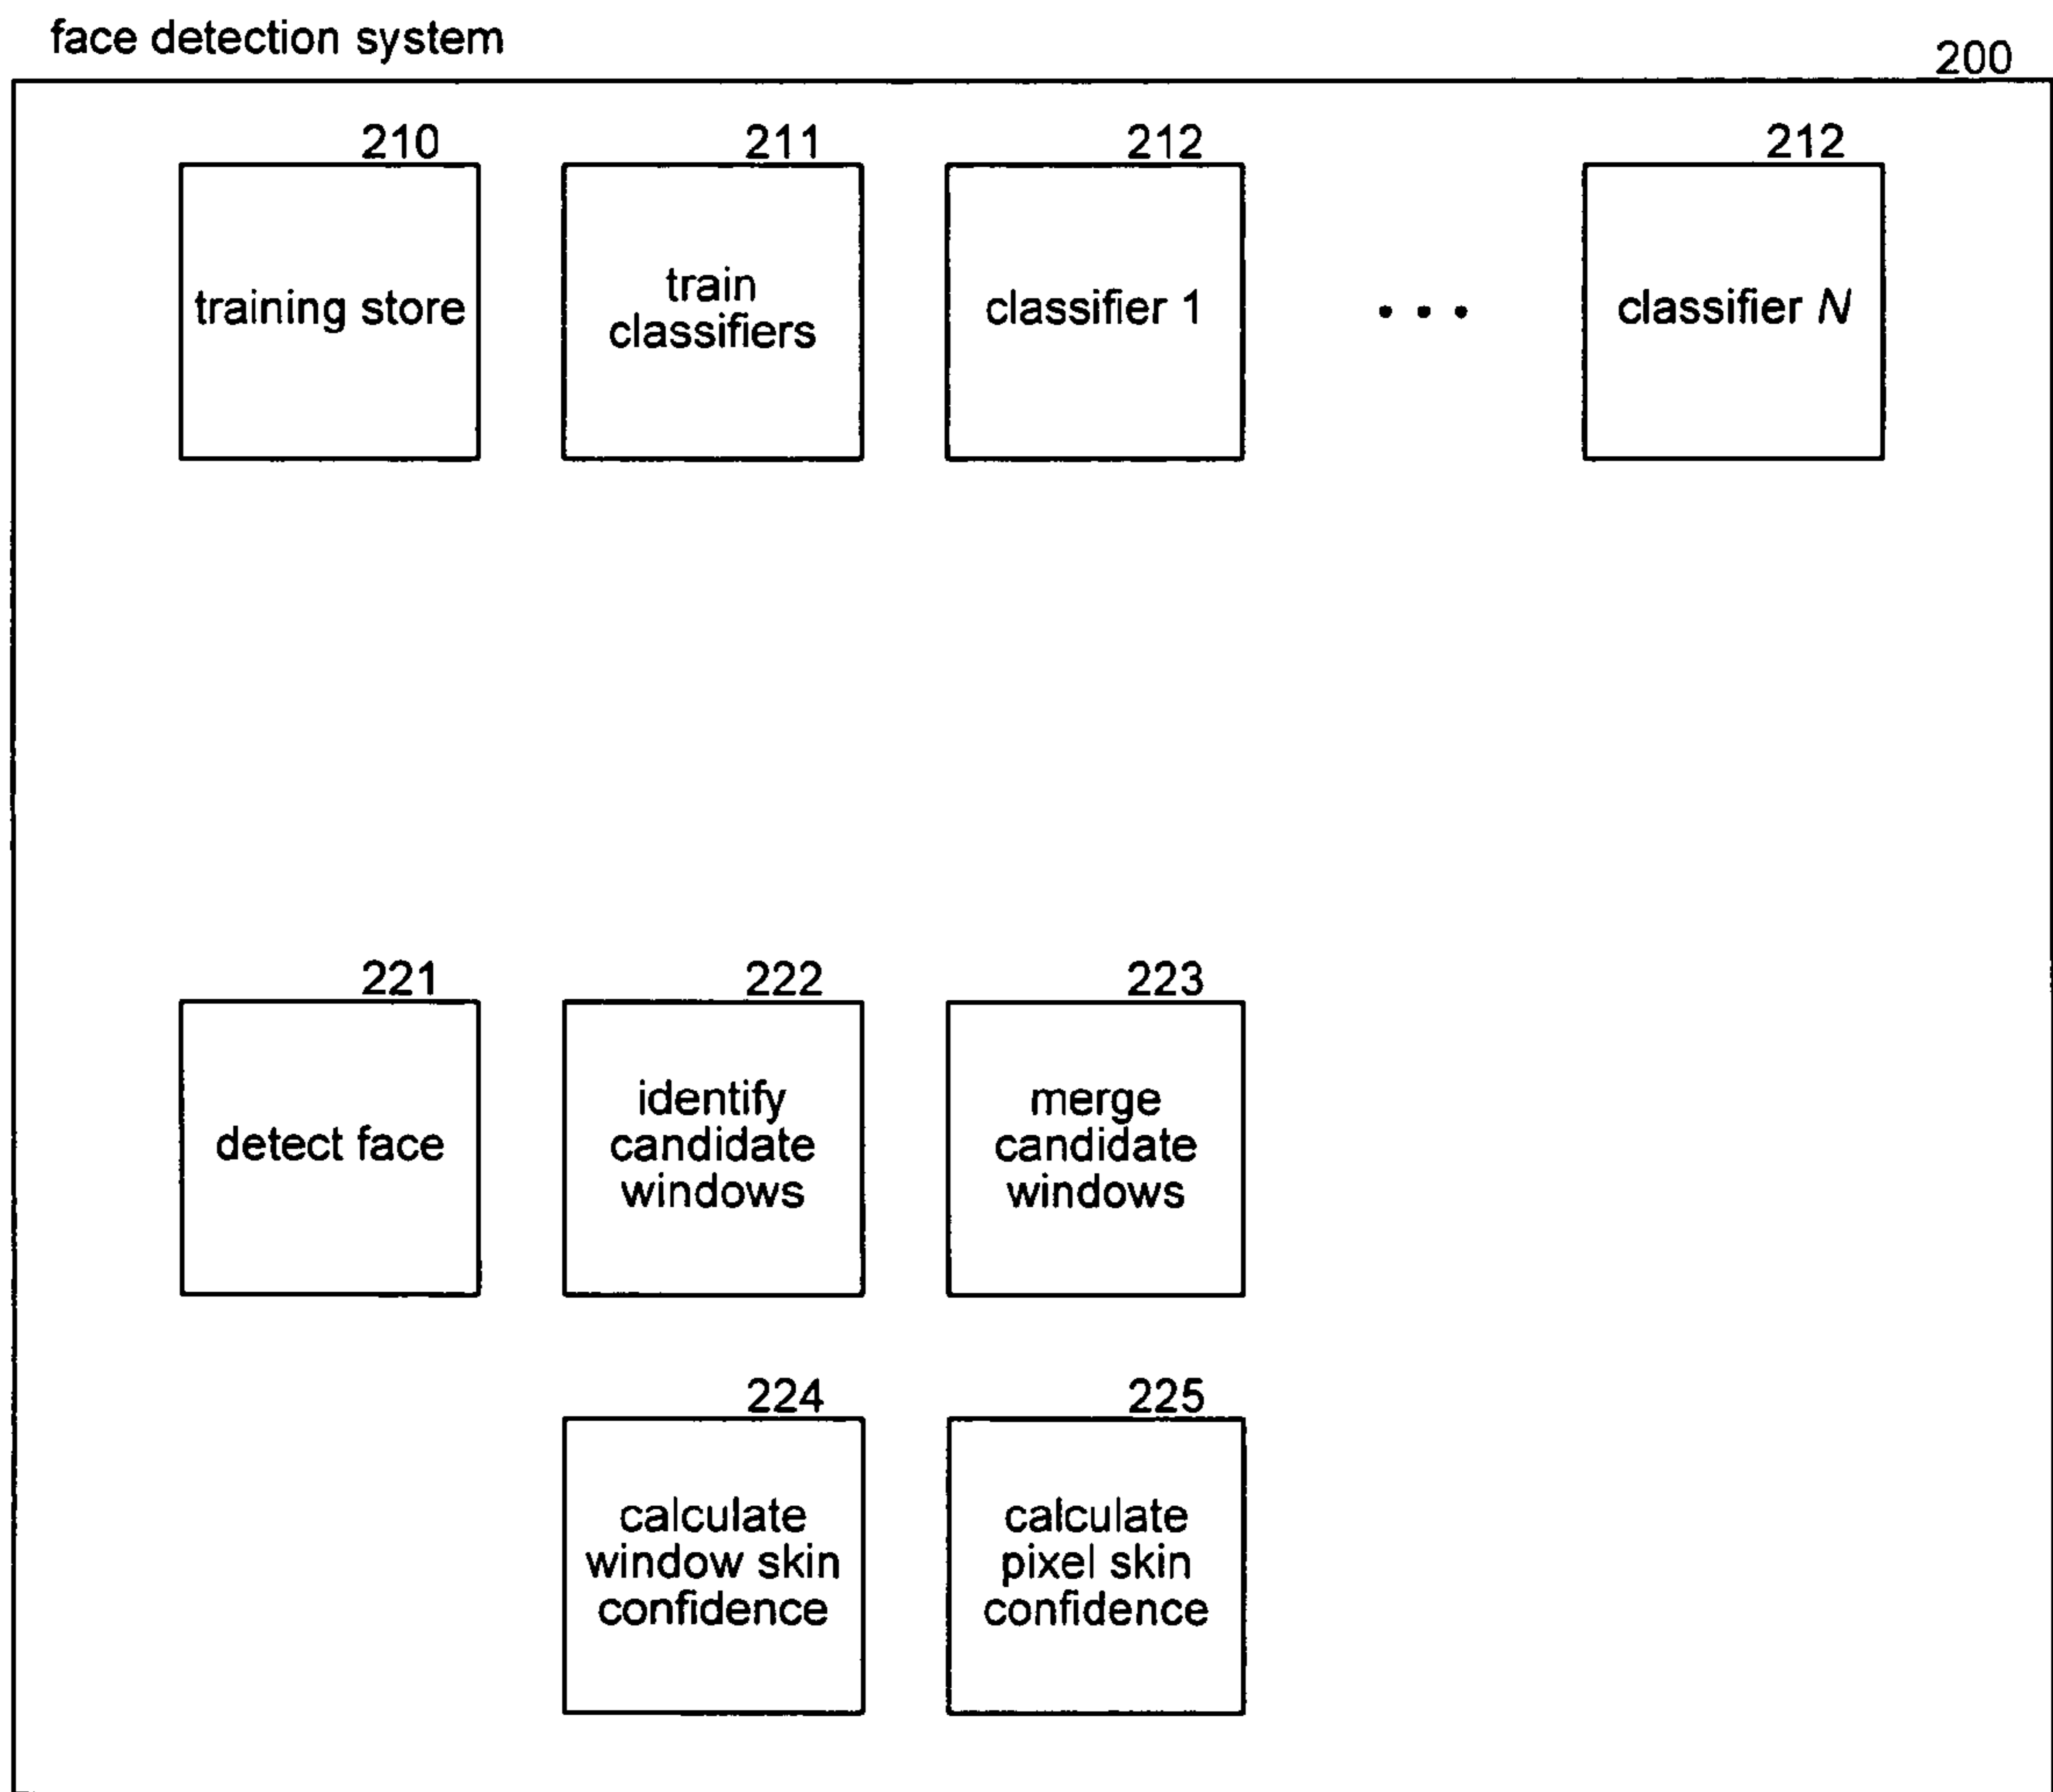 face detection system
200
210
211
212
212
training store
train
classifiers
classifier 1
. . .
classifier N
221
222
223
detect face
identify
candidate
windows
merge
candidate
windows
224
225
calculate
window skin
confidence
calculate
pixel skin
confidence